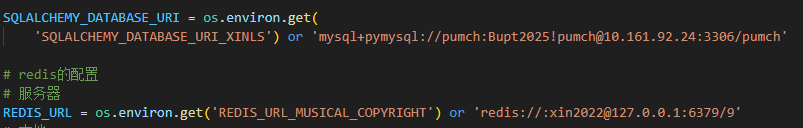 SQLALCHEMY_DATABASE_URI = os.environ.get(
'SQLALCHEMY_DATABASE_URI_XINLS') or 'mysql+pymysql://pumch:Bupt2025!pumch@10.161.92.24:3306/pumch'
# redis的配置
# 服务器
REDIS_URL = os.environ.get('REDIS_URL_MUSICAL_COPYRIGHT') or 'redis://:xin2022@127.0.0.1:6379/9'